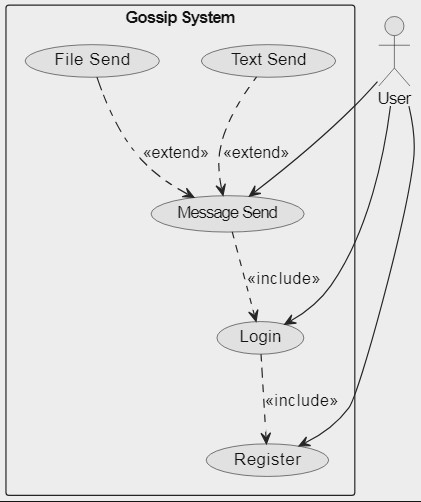 Gossip System
File Send
Text Send
User
«extend»
«extend»
Message Send
«include»
Login
«include»
Register